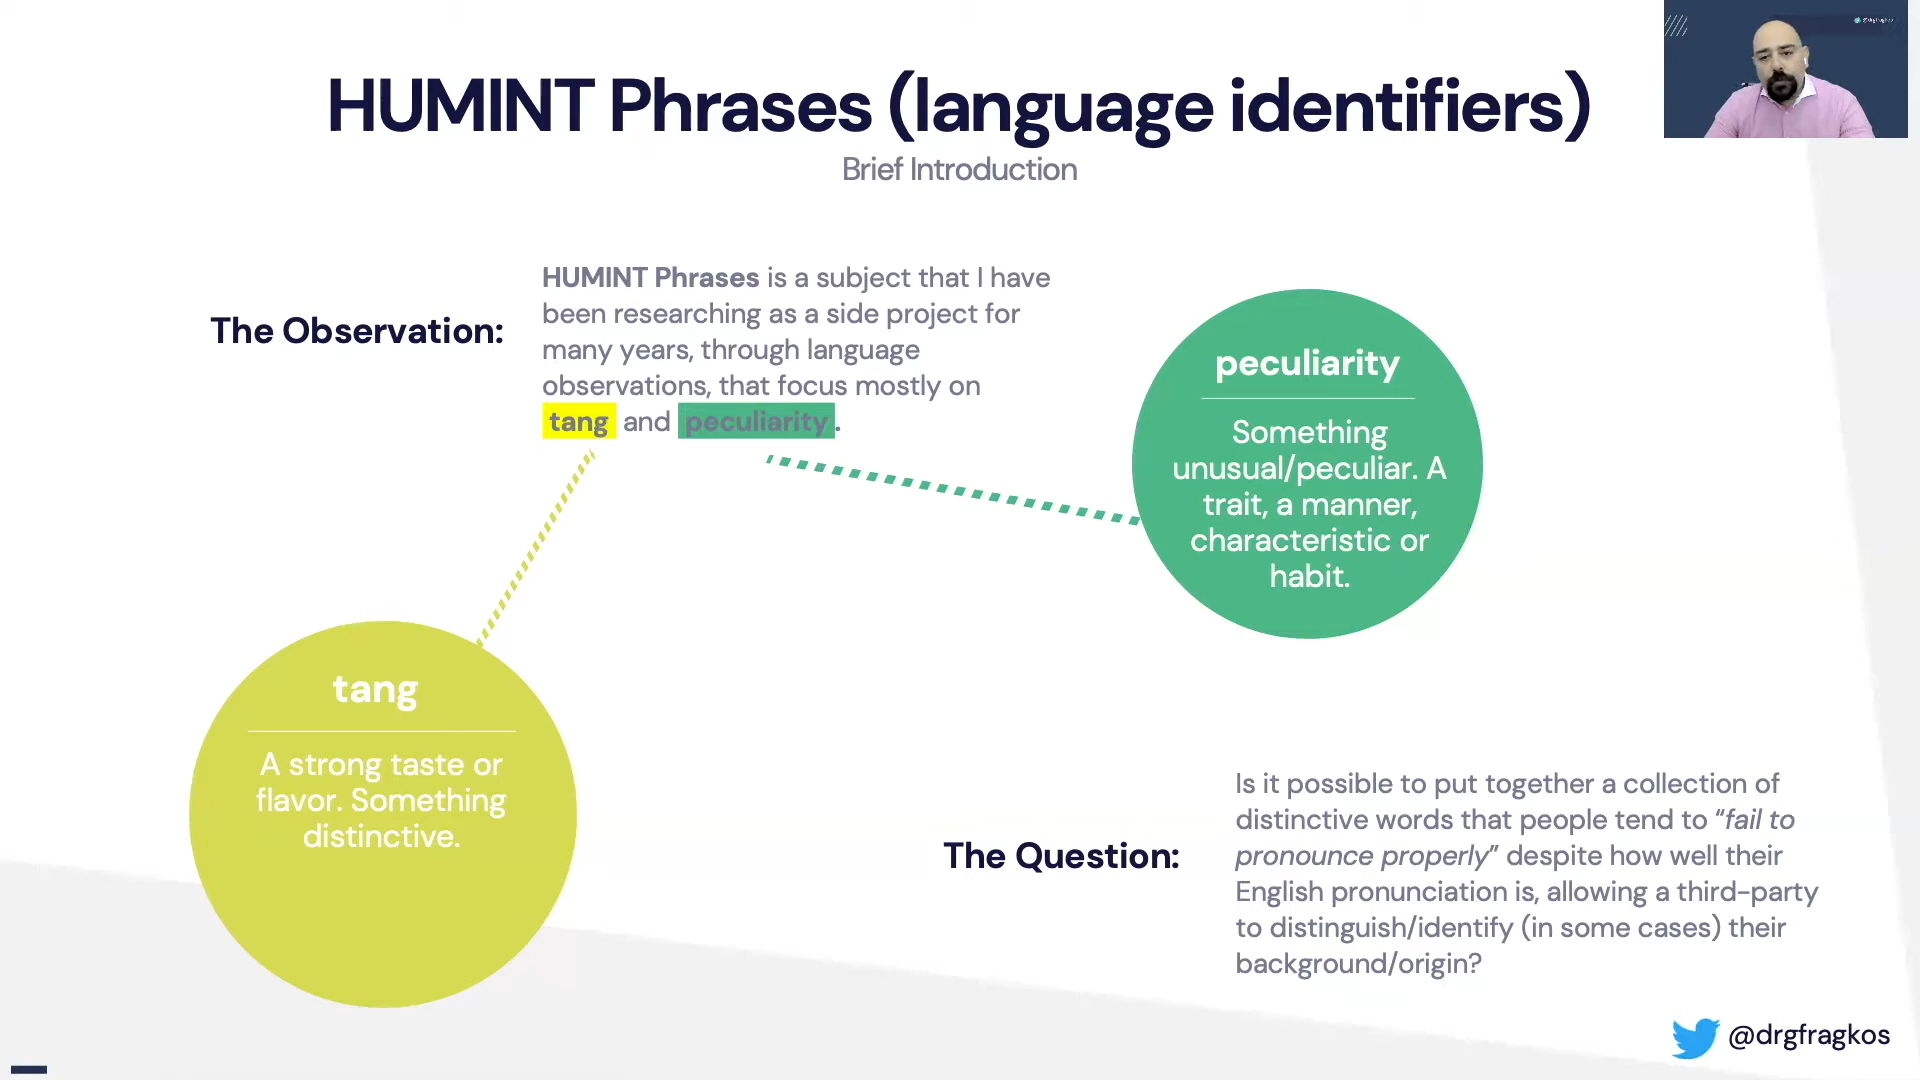 HUMINT Phrases (language identifiers)
Brief Introduction
The Observation:
HUMINT Phrases is a subject that I have
been researching as a side project for
many years, through language
observations, that focus mostly on
tang and peculiarity.
peculiarity
Something
unusual/peculiar. A
trait, a manner,
characteristic or
habit.
tang
A strong taste or
flavor. Something
distinctive.
The Question:
Is it possible to put together a collection of
distinctive words that people tend to “fail to
pronounce properly” despite how well their
English pronunciation is, allowing a third-party
to distinguish/identify (in some cases) their
background/origin?
@drgfragkos